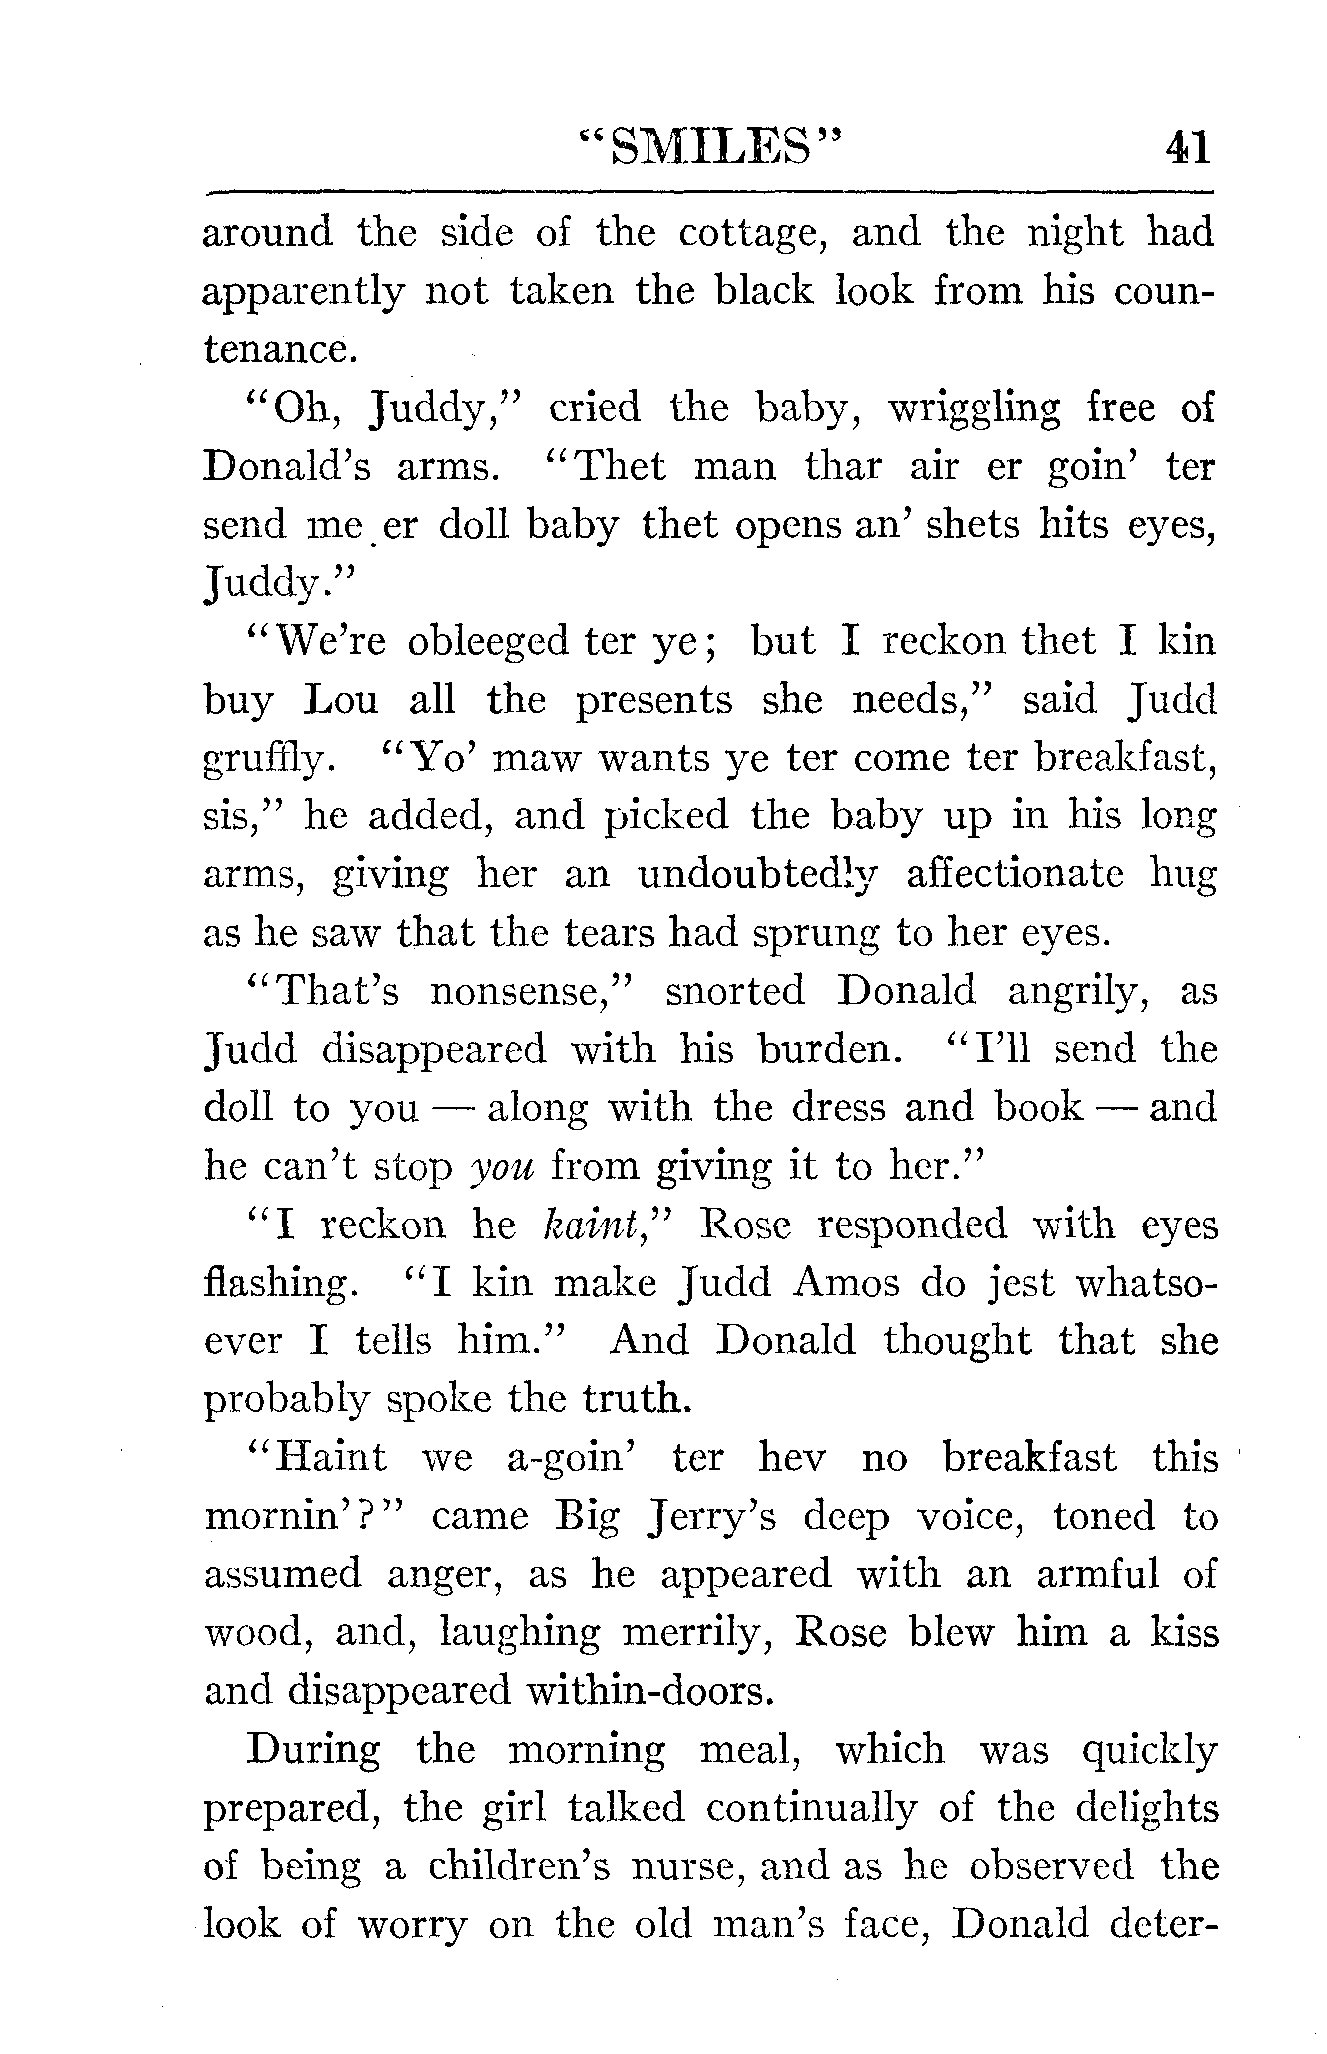 “SMILES” 41
around the side of the cottage, and the night had
apparently not taken the black look from his coun-
tenance.
“Oh, Juddy,” cried the baby, wriggling free of
Donald’s arms. “Thet man thar air er goin’ ter
send me er doll baby thet opens an’ shets hits eyes,
Juddy.”
“We’re obleeged ter ye; but I reckon thet I kin
buy Lou all the presents she needs,” said Judd
gruffly. “Yo’ maw wants ye ter come ter breakfast,
sis,” he added, and picked the baby up in his long
arms, giving her an undoubtedly affectionate hug
as he saw that the tears had sprung to her eyes.
“That’s nonsense,” snorted Donald angrily, as
Judd disappeared with his burden. “I’ll send the
doll to you — along with the dress and book — and
he can’t stop you from giving it to her.”
“I reckon he kaint,” Rose responded with eyes
flashing. “I kin make Judd Amos do jest whatso-
ever I tells him.” And Donald thought that she
probably spoke the truth.
“Haint we a-goin’ ter hev no breakfast this
mornin’?” came Big Jerry’s deep voice, toned to
assumed anger, as he appeared with an armful of
wood, and, laughing merrily, Rose blew him a kiss
and disappeared within-doors.
During the morning meal, which was quickly
prepared, the girl talked continually of the delights
of being a children’s nurse, and as he observed the
look of worry on the old man’s face, Donald deter-